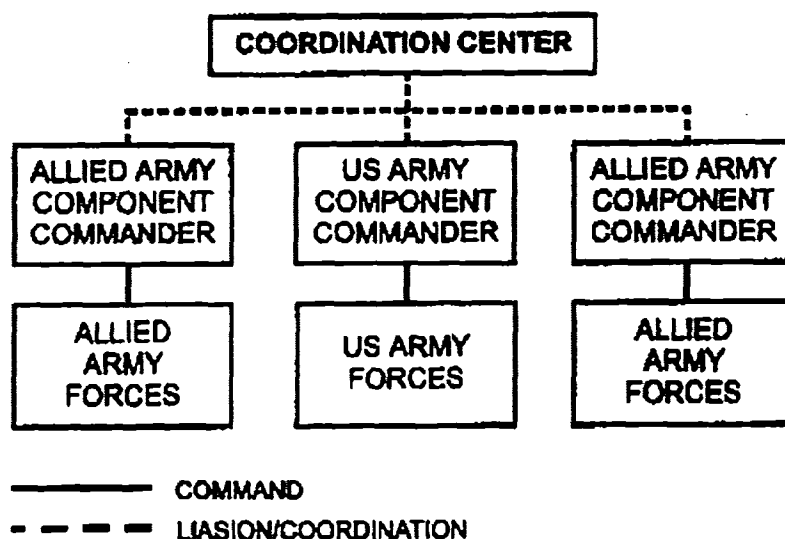 COORDINATION CENTER
ALLIED ARMY
COMPONENT
COMMANDER
US ARMY
COMPONENT
COMMANDER
ALLIED ARMY
COMPONENT
COMMANDER
ALLIED
ARMY
FORCES
US ARMY
FORCES
ALLIED
ARMY
FORCES
COMMAND
LIASION/COORDINATION